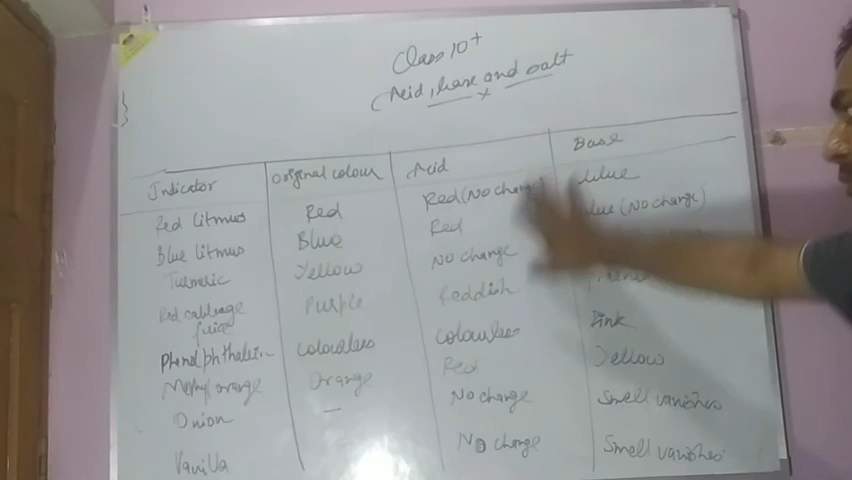 Class 10+
(Acid, base and salt
Indicator Original colour Acid Base
Red litmus Red Red (No change) blue
Blue litmus Blue Red blue (No change)
Turmeric Yellow No change
Red cabbage juice Purple Reddish
Phenolphthalein Colourless Colourless Pink
Methyl orange Orange Red Yellow
Onion — No change Smell vanishes
Vanilla No change Smell vanishes